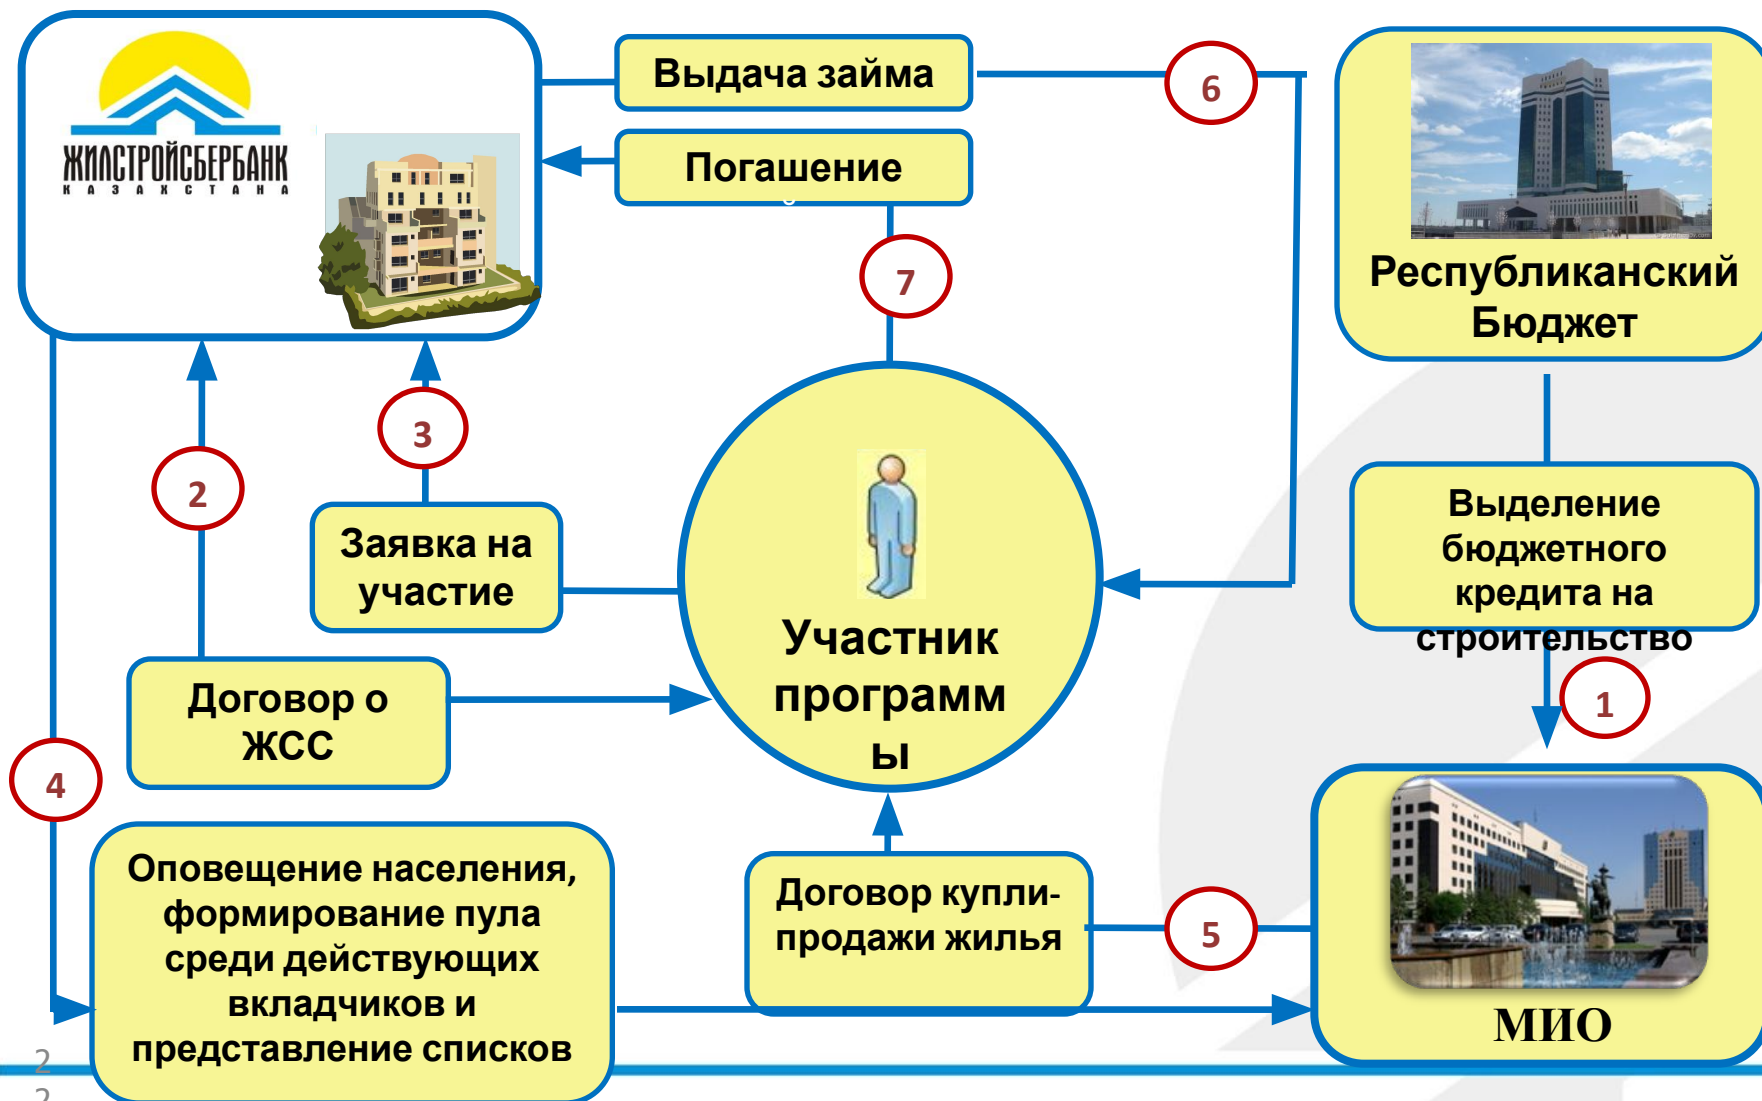 ЖИЛСТРОЙСБЕРБАНК
КАЗАХСТАНА
Выдача займа
6
Погашение
7
Республиканский
Бюджет
2
3
Заявка на
участие
Договор о
ЖСС
4
Участник
программ
ы
Выделение
бюджетного
кредита на
строительство
1
Оповещение населения,
формирование пула
среди действующих
вкладчиков и
представление списков
Договор купли-
продажи жилья
5
МИО
2
2